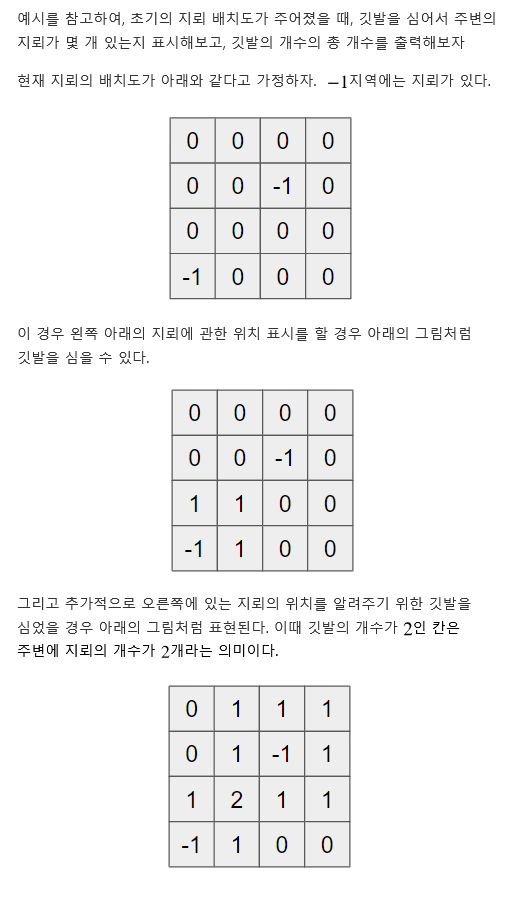 예시를 참고하여, 초기의 지뢰 배치도가 주어졌을 때, 깃발을 심어서 주변의
지뢰가 몇 개 있는지 표시해보고, 깃발의 개수의 총 개수를 출력해보자
현재 지뢰의 배치도가 아래와 같다고 가정하자. −1지역에는 지뢰가 있다.
0 0 0 0
0 0 -1 0
0 0 0 0
-1 0 0 0
이 경우 왼쪽 아래의 지뢰에 관한 위치 표시를 할 경우 아래의 그림처럼
깃발을 심을 수 있다.
0 0 0 0
0 0 -1 0
1 1 0 0
-1 1 0 0
그리고 추가적으로 오른쪽에 있는 지뢰의 위치를 알려주기 위한 깃발을
심었을 경우 아래의 그림처럼 표현된다. 이때 깃발의 개수가 2인 칸은
주변에 지뢰의 개수가 2개라는 의미이다.
0 1 1 1
0 1 -1 1
1 2 1 1
-1 1 0 0